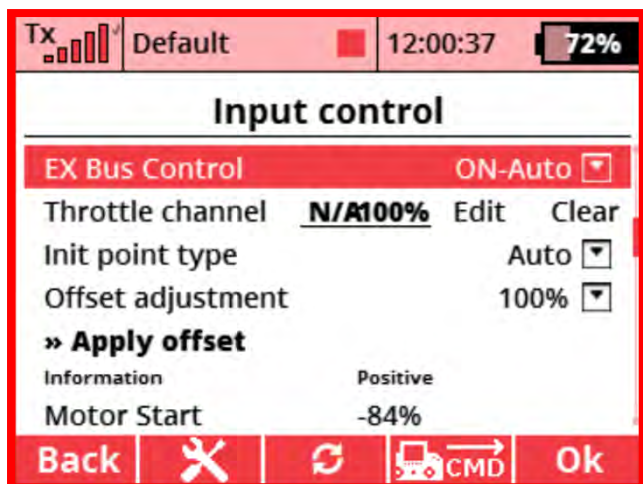 Tx Default 12:00:37 72%
Input control
EX Bus Control ON-Auto
Throttle channel N/A100% Edit Clear
Init point type Auto
Offset adjustment 100%
» Apply offset
Information Positive
Motor Start -84%
Back CMD Ok